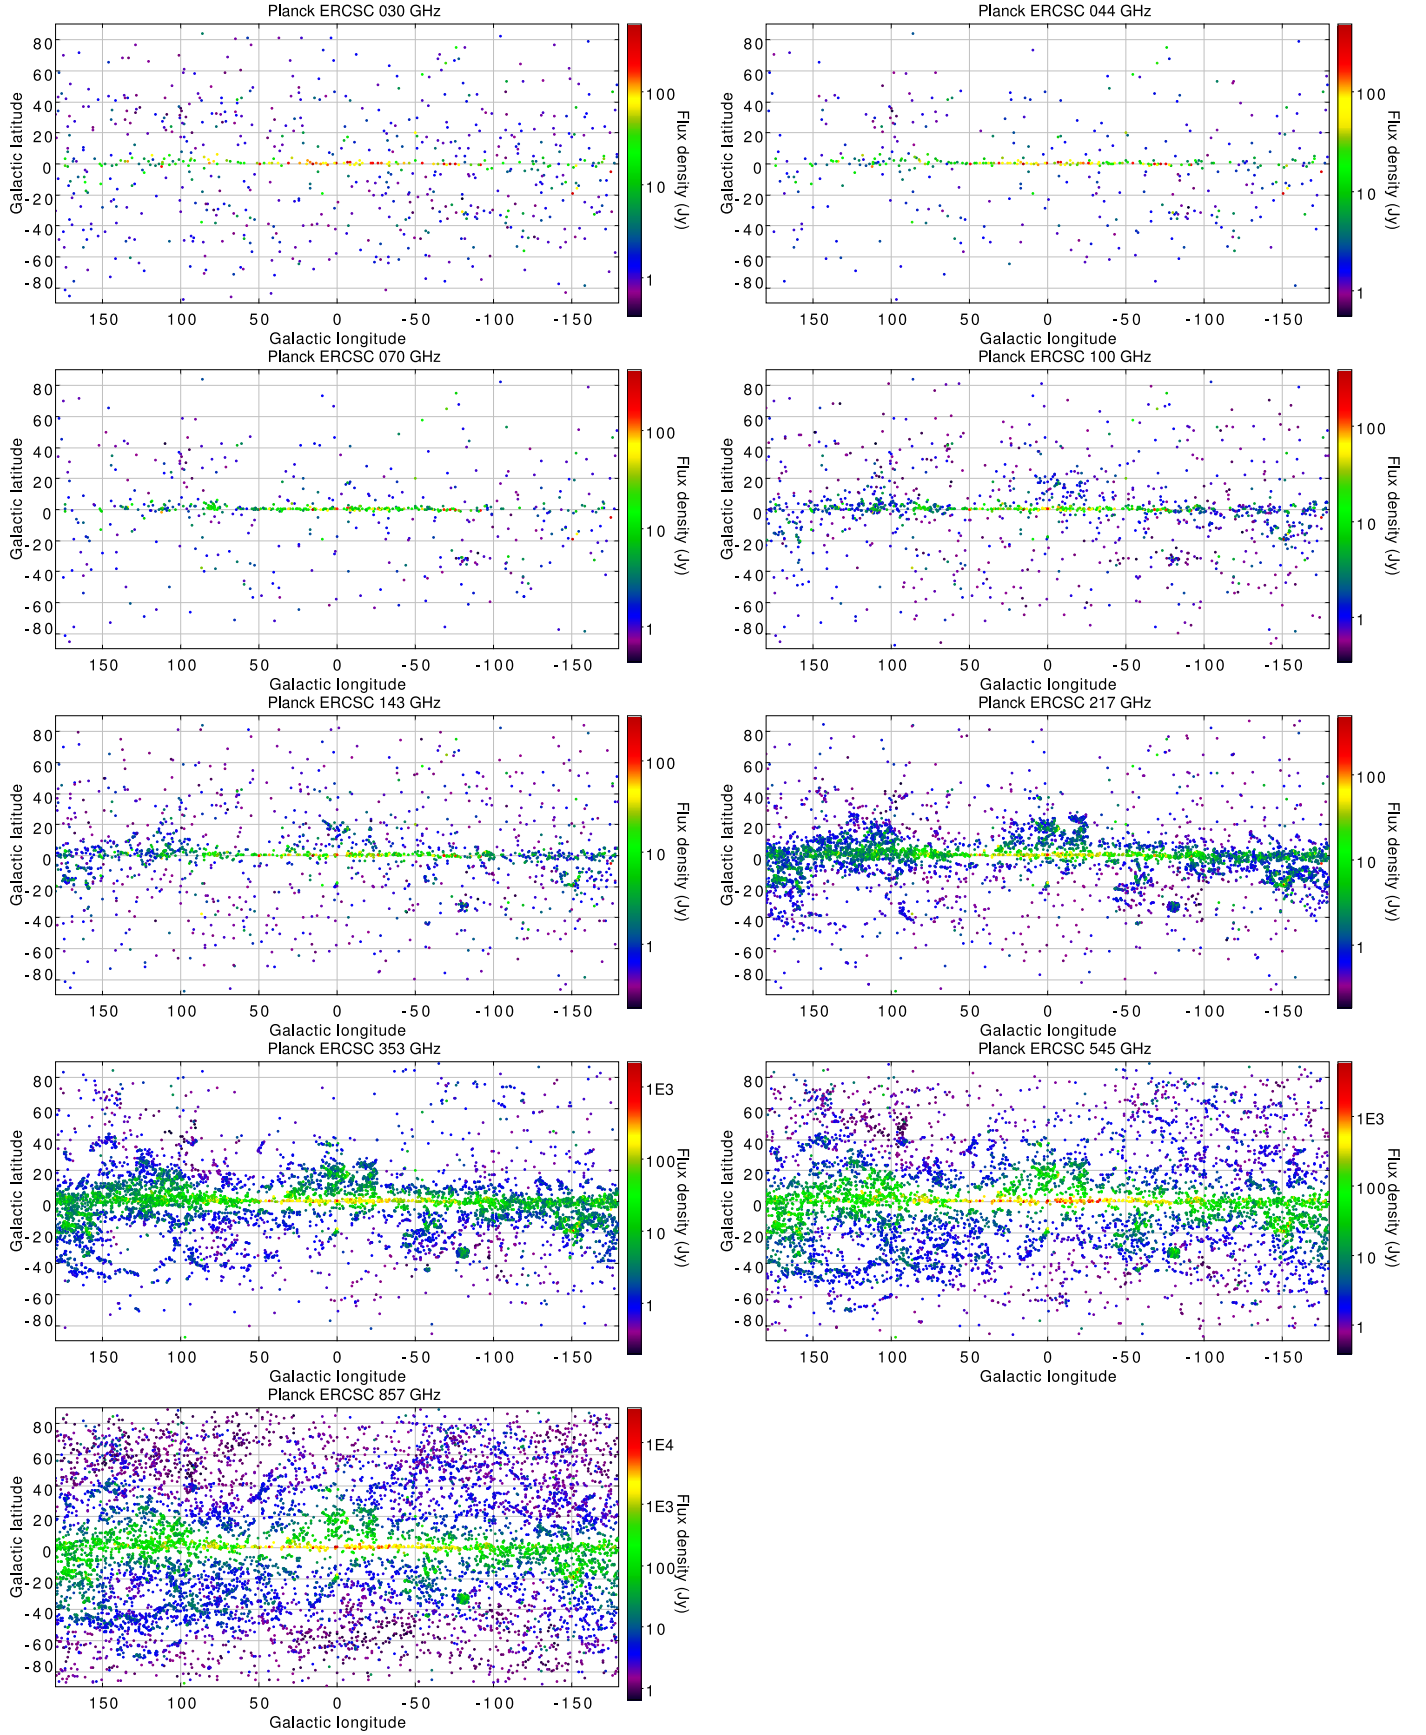 Planck ERCSC 030 GHz
80
60
40
20
0
-20
-40
-60
-80
150 100 50 0 -50 -100 -150
Galactic longitude
Galactic latitude
100
10
1
Flux density (Jy)
Planck ERCSC 044 GHz
80
60
40
20
0
-20
-40
-60
-80
150 100 50 0 -50 -100 -150
Galactic longitude
Galactic latitude
100
10
1
Flux density (Jy)
Planck ERCSC 070 GHz
80
60
40
20
0
-20
-40
-60
-80
150 100 50 0 -50 -100 -150
Galactic longitude
Galactic latitude
100
10
1
Flux density (Jy)
Planck ERCSC 100 GHz
80
60
40
20
0
-20
-40
-60
-80
150 100 50 0 -50 -100 -150
Galactic longitude
Galactic latitude
100
10
1
Flux density (Jy)
Planck ERCSC 143 GHz
80
60
40
20
0
-20
-40
-60
-80
150 100 50 0 -50 -100 -150
Galactic longitude
Galactic latitude
100
10
1
Flux density (Jy)
Planck ERCSC 217 GHz
80
60
40
20
0
-20
-40
-60
-80
150 100 50 0 -50 -100 -150
Galactic longitude
Galactic latitude
100
10
1
Flux density (Jy)
Planck ERCSC 353 GHz
80
60
40
20
0
-20
-40
-60
-80
150 100 50 0 -50 -100 -150
Galactic longitude
Galactic latitude
1E3
100
10
1
Flux density (Jy)
Planck ERCSC 545 GHz
80
60
40
20
0
-20
-40
-60
-80
150 100 50 0 -50 -100 -150
Galactic longitude
Galactic latitude
1E3
100
10
1
Flux density (Jy)
Planck ERCSC 857 GHz
80
60
40
20
0
-20
-40
-60
-80
150 100 50 0 -50 -100 -150
Galactic longitude
Galactic latitude
1E4
1E3
100
10
1
Flux density (Jy)